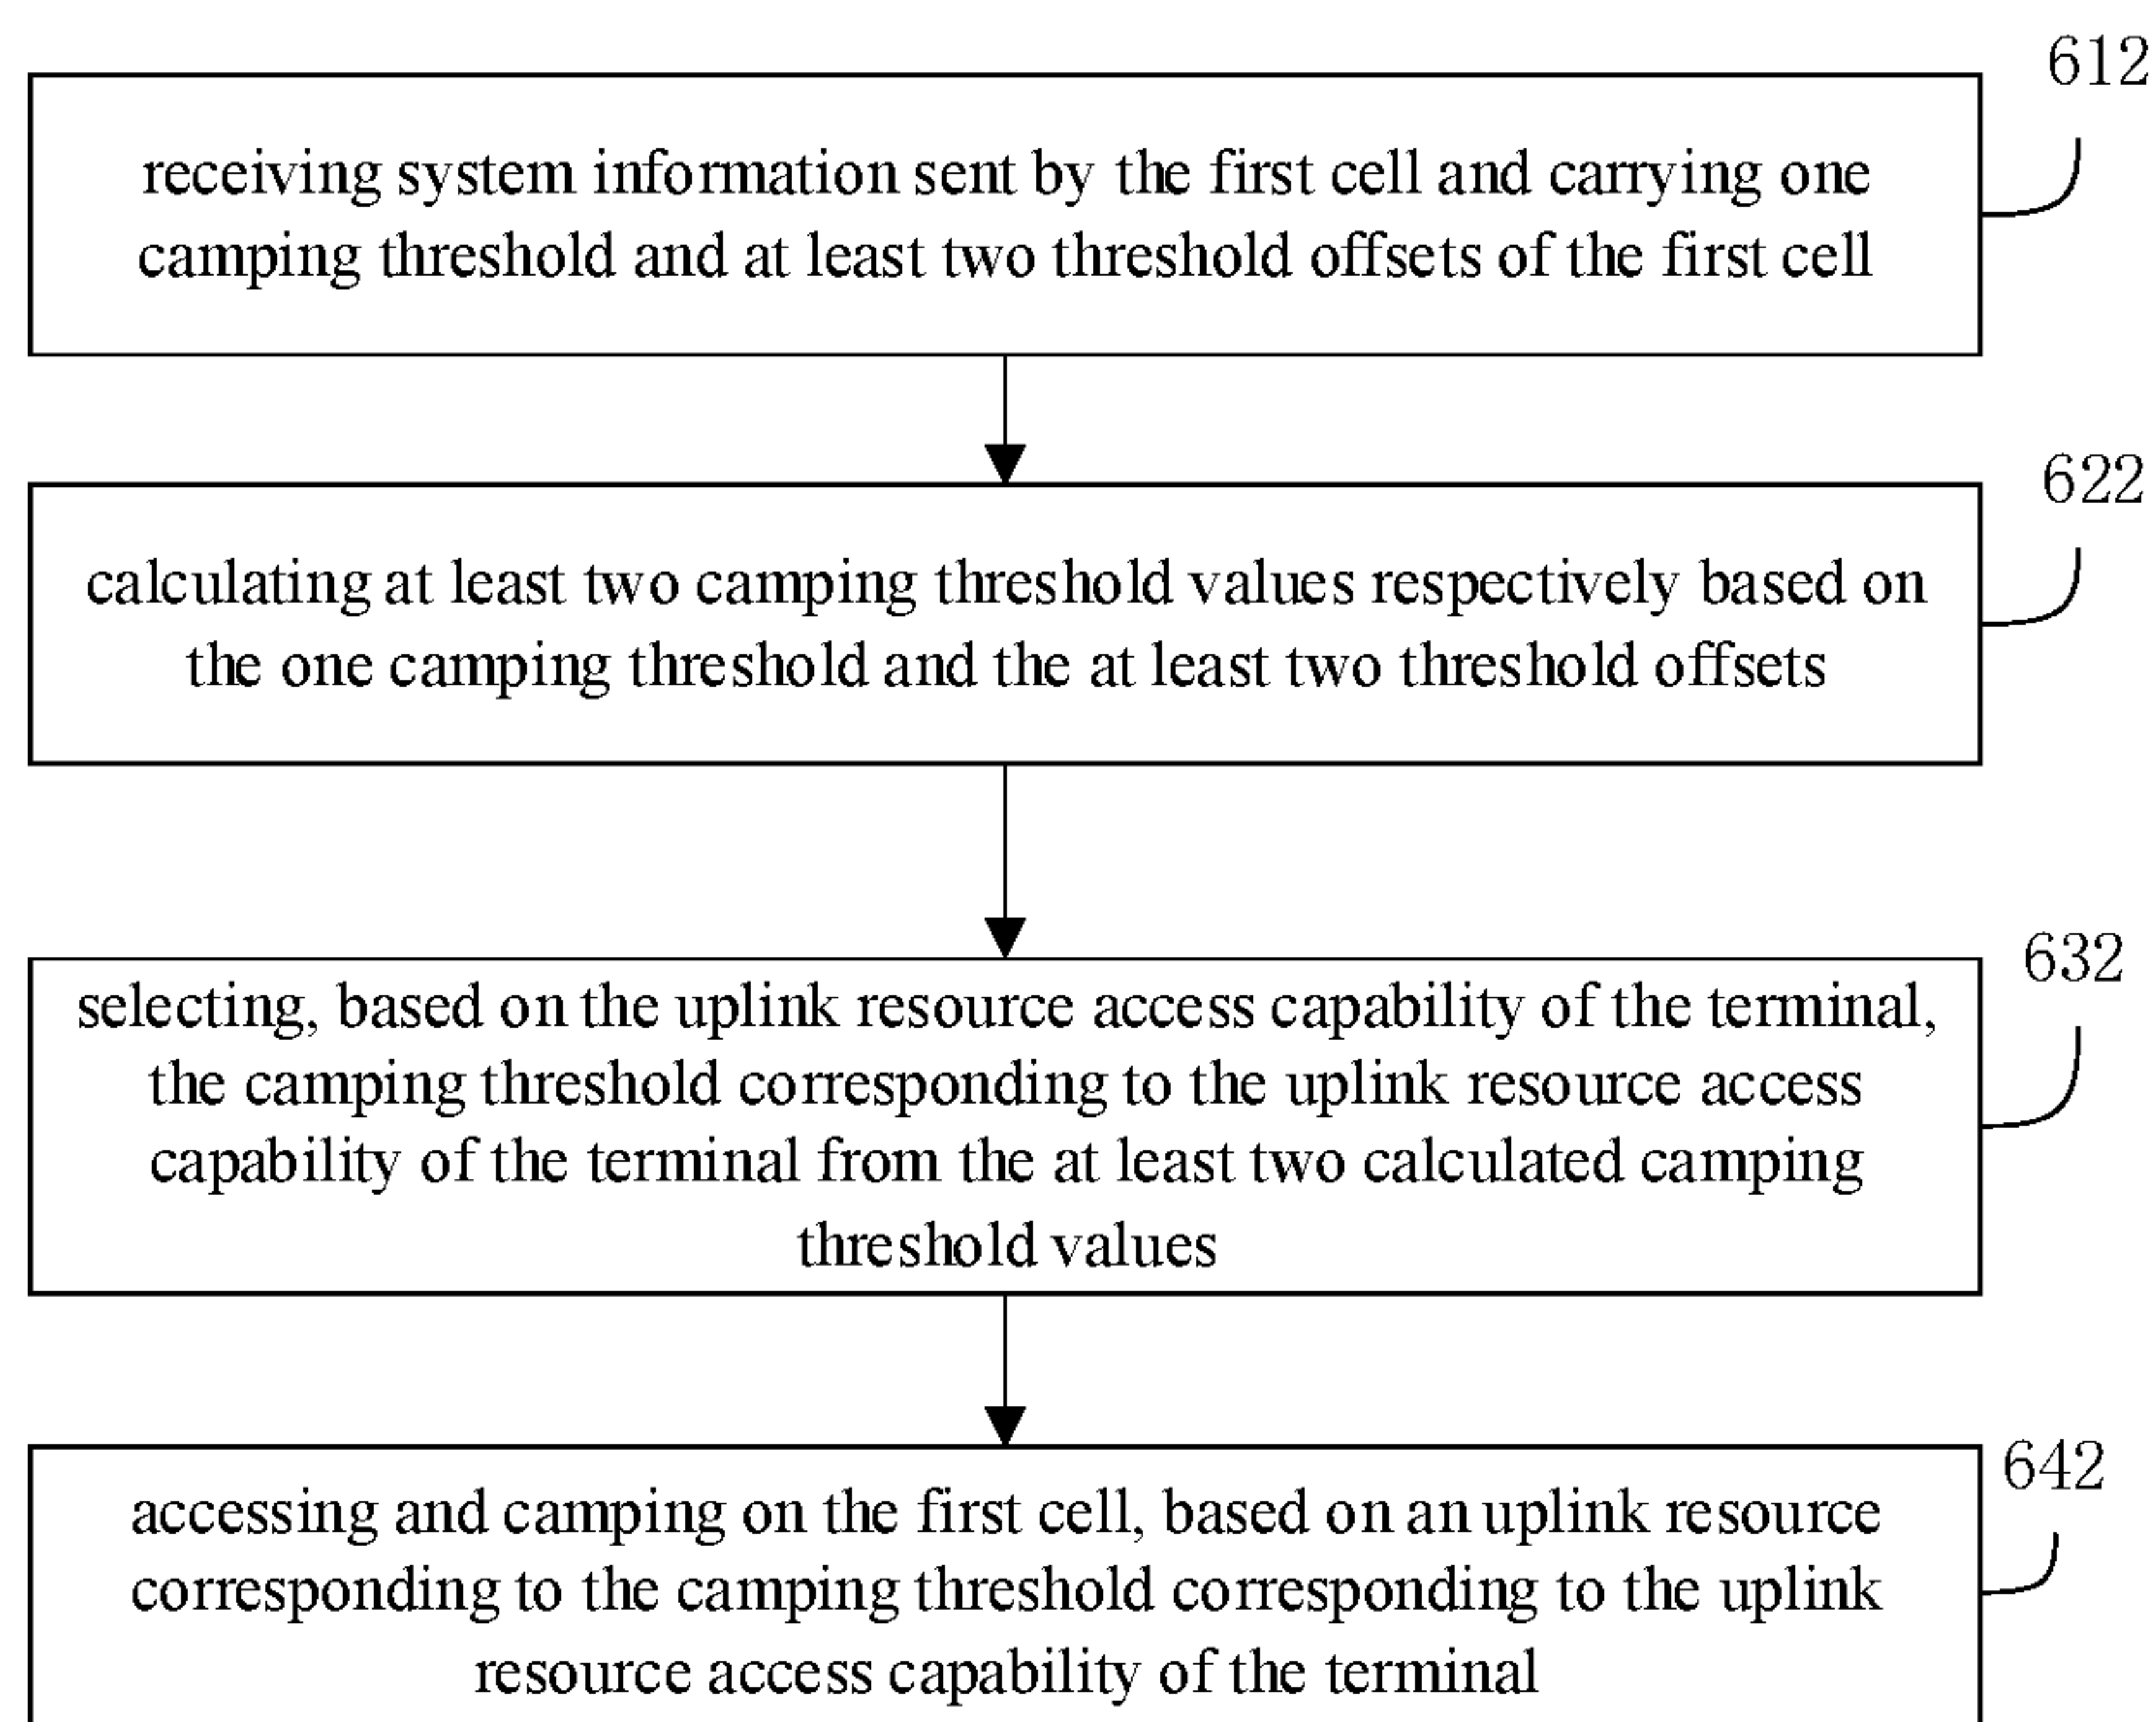 612
receiving system information sent by the first cell and carrying one
camping threshold and at least two threshold offsets of the first cell
622
calculating at least two camping threshold values respectively based on
the one camping threshold and the at least two threshold offsets
632
selecting, based on the uplink resource access capability of the terminal,
the camping threshold corresponding to the uplink resource access
capability of the terminal from the at least two calculated camping
threshold values
642
accessing and camping on the first cell, based on an uplink resource
corresponding to the camping threshold corresponding to the uplink
resource access capability of the terminal